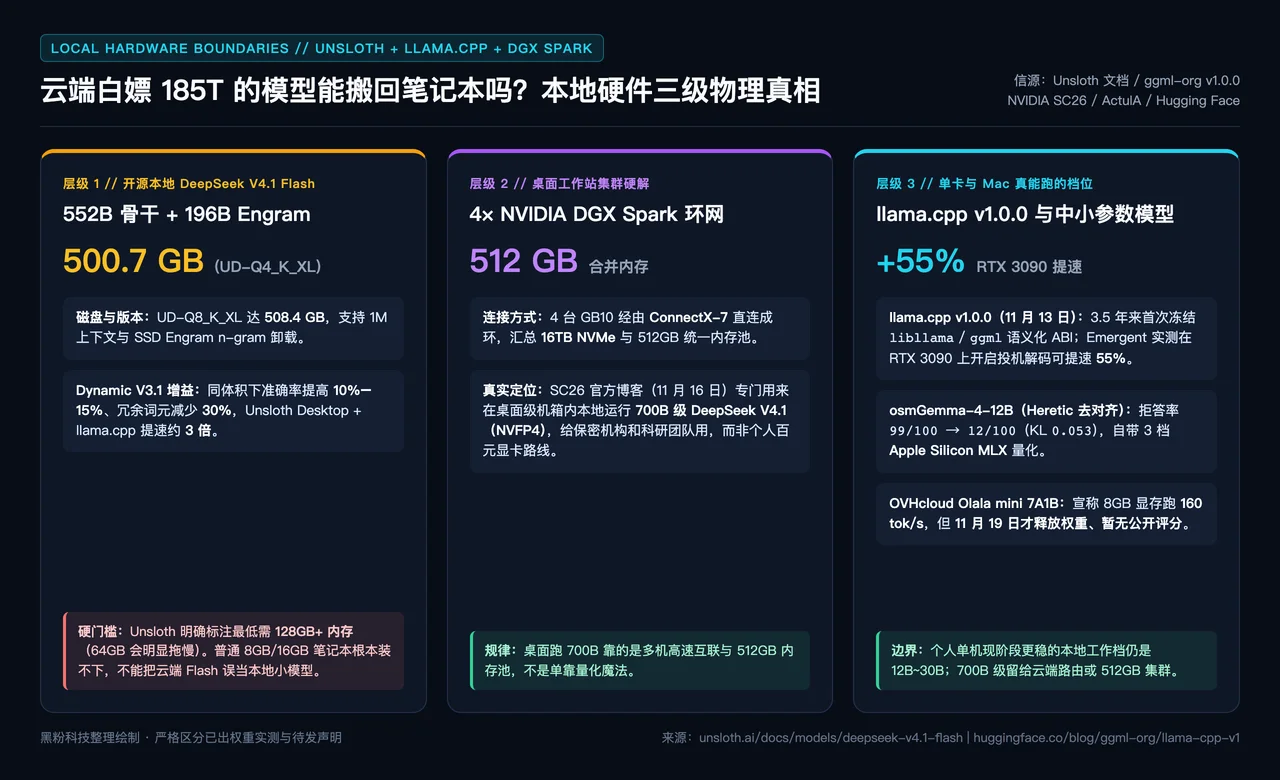 LOCAL HARDWARE BOUNDARIES // UNSLOTH + LLAMA.CPP + DGX SPARK
云端白嫖 185T 的模型能搬回笔记本吗？本地硬件三级物理真相
信源：Unsloth 文档 / ggml-org v1.0.0
NVIDIA SC26 / ActuIA / Hugging Face
层级 1 // 开源本地 DeepSeek V4.1 Flash
552B 骨干 + 196B Engram
500.7 GB (UD-Q4_K_XL)
磁盘与版本：UD-Q8_K_XL 达 508.4 GB，支持 1M
上下文与 SSD Engram n-gram 卸载。
Dynamic V3.1 增益：同体积下准确率提高 10%–
15%、冗余词元减少 30%，Unsloth Desktop +
llama.cpp 提速约 3 倍。
硬门槛：Unsloth 明确标注最低需 128GB+ 内存
（64GB 会明显拖慢）。普通 8GB/16GB 笔记本根本装
不下，不能把云端 Flash 误当本地小模型。
层级 2 // 桌面工作站集群硬解
4× NVIDIA DGX Spark 环网
512 GB 合并内存
连接方式：4 台 GB10 经由 ConnectX-7 直连成
环，汇总 16TB NVMe 与 512GB 统一内存池。
真实定位：SC26 官方博客（11 月 16 日）专门用来
在桌面级机箱内本地运行 700B 级 DeepSeek V4.1
（NVFP4），给保密机构和科研团队用，而非个人百
元显卡路线。
规律：桌面跑 700B 靠的是多机高速互联与 512GB 内
存池，不是单靠量化魔法。
层级 3 // 单卡与 Mac 真能跑的档位
llama.cpp v1.0.0 与中小参数模型
+55% RTX 3090 提速
llama.cpp v1.0.0（11 月 13 日）：3.5 年来首次冻结
libllama / ggml 语义化 ABI；Emergent 实测在
RTX 3090 上开启投机解码可提速 55%。
osmGemma-4-12B（Heretic 去对齐）：拒答率
99/100 → 12/100（KL 0.053），自带 3 档
Apple Silicon MLX 量化。
OVHcloud Olala mini 7A1B：宣称 8GB 显存跑 160
tok/s，但 11 月 19 日才释放权重、暂无公开评分。
边界：个人单机现阶段更稳的本地工作档仍是
12B~30B；700B 级留给云端路由或 512GB 集群。
黑粉科技整理绘制 · 严格区分已出权重实测与待发声明
来源：unsloth.ai/docs/models/deepseek-v4.1-flash | huggingface.co/blog/ggml-org/llama-cpp-v1